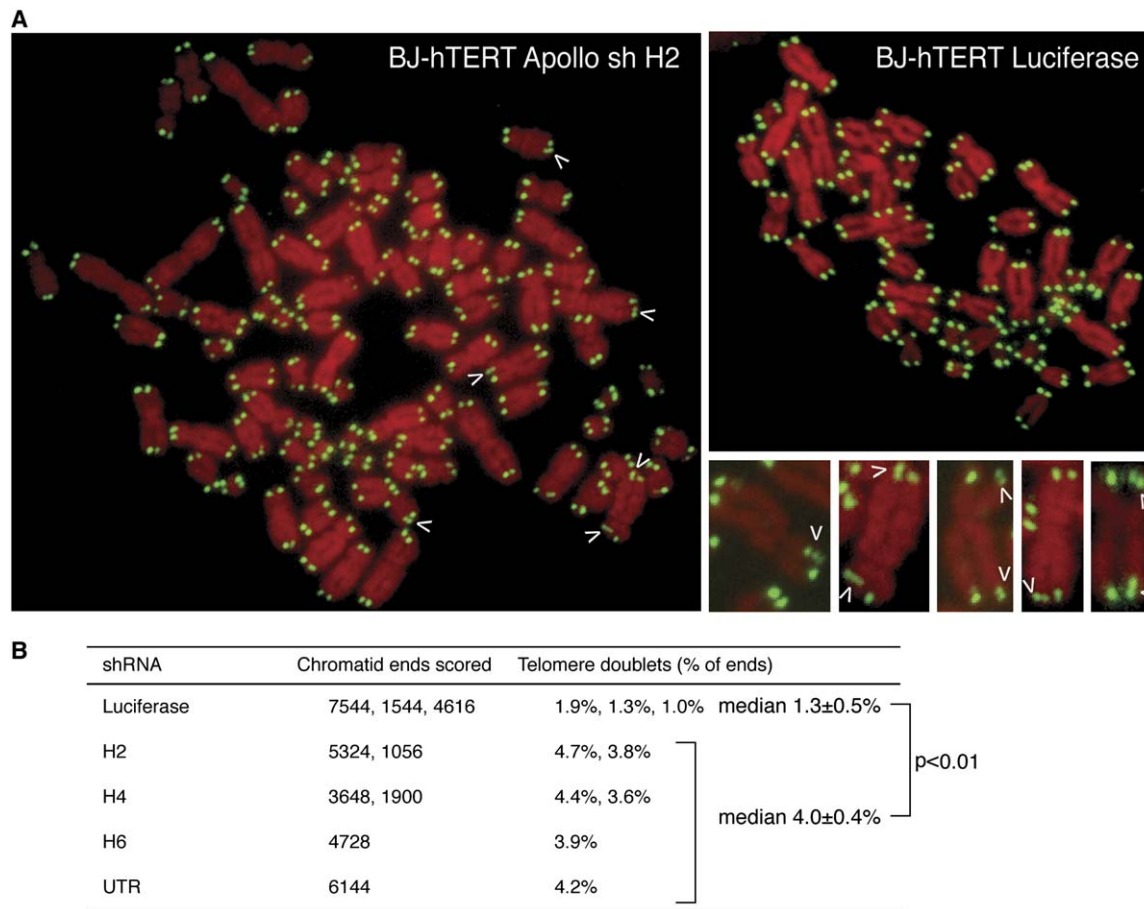 A
BJ-hTERT Apollo sh H2
BJ-hTERT Luciferase
B
shRNA Chromatid ends scored Telomere doublets (% of ends)
Luciferase 7544, 1544, 4616 1.9%, 1.3%, 1.0% median 1.3±0.5%
H2 5324, 1056 4.7%, 3.8%
p<0.01
H4 3648, 1900 4.4%, 3.6%
median 4.0±0.4%
H6 4728 3.9%
UTR 6144 4.2%